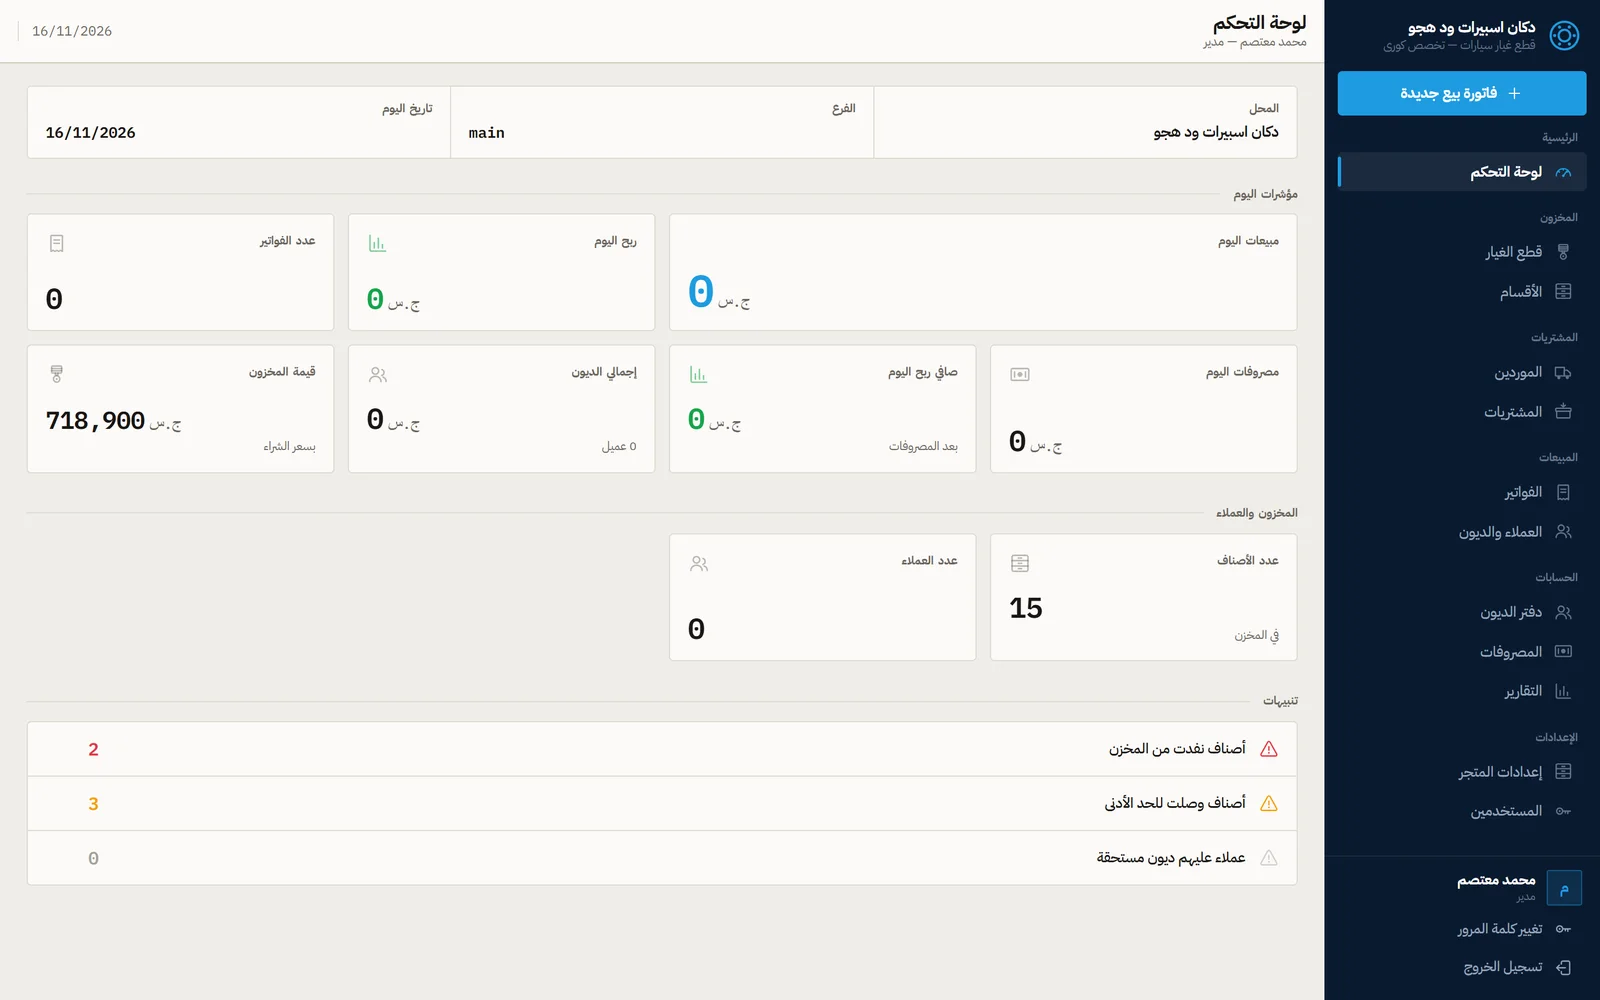 دكان اسبيرات ود هجو
قطع غيار سيارات — تخصص كورى
+ فاتورة بيع جديدة
الرئيسية
لوحة التحكم
المخزون
قطع الغيار
الأقسام
المشتريات
الموردين
المشتريات
المبيعات
الفواتير
العملاء والديون
الحسابات
دفتر الديون
المصروفات
التقارير
الإعدادات
إعدادات المتجر
المستخدمين
م
محمد معتصم
مدير
تغيير كلمة المرور
تسجيل الخروج
لوحة التحكم
محمد معتصم — مدير
16/11/2026
المحل
دكان اسبيرات ود هجو
الفرع
main
تاريخ اليوم
16/11/2026
مؤشرات اليوم
مبيعات اليوم
0 ج.س
ربح اليوم
0 ج.س
عدد الفواتير
0
مصروفات اليوم
0 ج.س
صافي ربح اليوم
0 ج.س
بعد المصروفات
إجمالي الديون
0 ج.س
0 عميل
قيمة المخزون
718,900 ج.س
بسعر الشراء
المخزون والعملاء
عدد الأصناف
15
في المخزن
عدد العملاء
0
تنبيهات
أصناف نفدت من المخزن 2
أصناف وصلت للحد الأدنى 3
عملاء عليهم ديون مستحقة 0